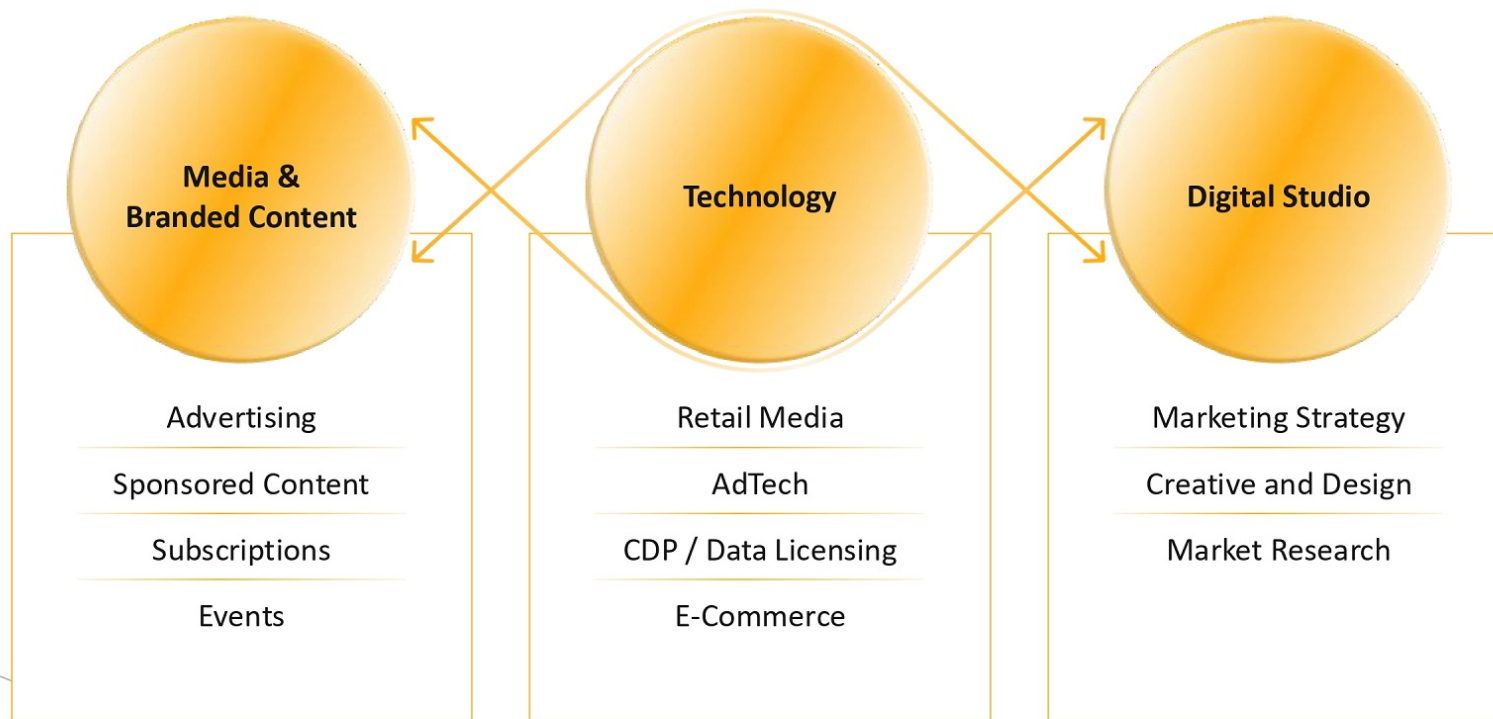 Media &
Branded Content
Technology
Digital Studio
Advertising
Sponsored Content
Subscriptions
Events
Retail Media
AdTech
CDP / Data Licensing
E-Commerce
Marketing Strategy
Creative and Design
Market Research